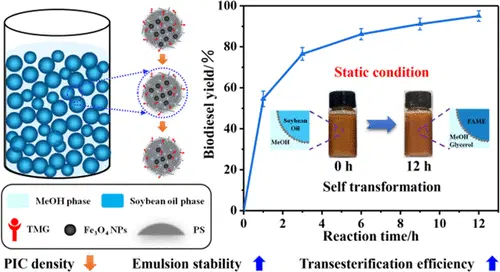 MeOH phase
Soybean oil phase
TMG
Fe₃O₄ NPs
PS
100
80
60
40
20
0
Biodiesel yield/%
Static condition
Soybean
Oil
MeOH
FAME
MeOH
Glycerol
0 h
12 h
Self transformation
0 2 4 6 8 10 12
Reaction time/h
PIC density
Emulsion stability
Transesterification efficiency